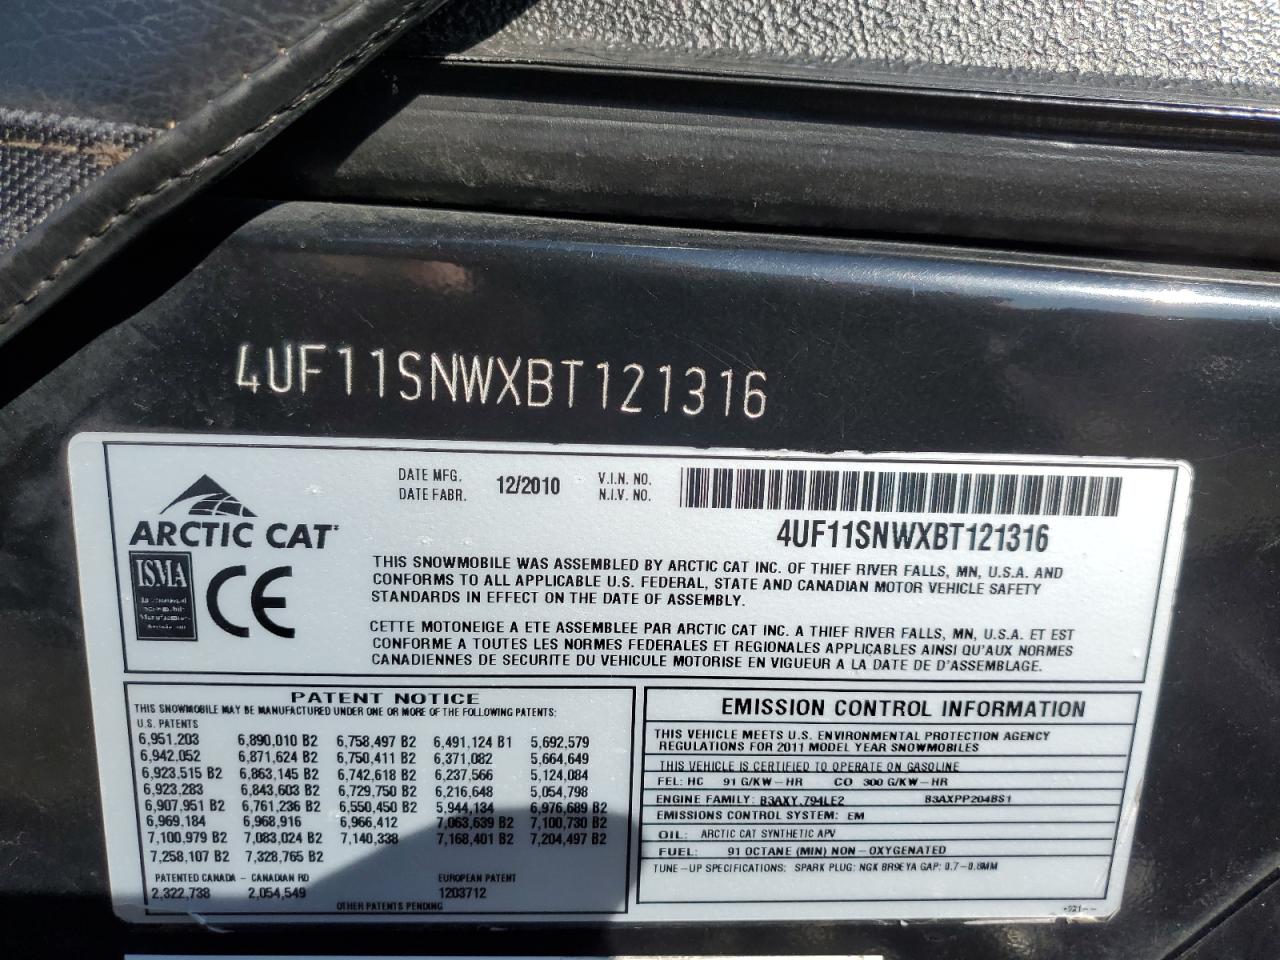 4UF11SNWXBT121316
DATE MFG. 12/2010 V.I.N. NO.
DATE FABR. N.I.V. NO.
4UF11SNWXBT121316
ARCTIC CAT
ISMA
CE
THIS SNOWMOBILE WAS ASSEMBLED BY ARCTIC CAT INC. OF THIEF RIVER FALLS, MN, U.S.A. AND
CONFORMS TO ALL APPLICABLE U.S. FEDERAL, STATE AND CANADIAN MOTOR VEHICLE SAFETY
STANDARDS IN EFFECT ON THE DATE OF ASSEMBLY.
CETTE MOTONEIGE A ETE ASSEMBLEE PAR ARCTIC CAT INC. A THIEF RIVER FALLS, MN, U.S.A. ET EST
CONFORME A TOUTES LES NORMES FEDERALES ET REGIONALES APPLICABLES AINSI QU'AUX NORMES
CANADIENNES DE SECURITE DU VEHICULE MOTORISE EN VIGUEUR A LA DATE DE D'ASSEMBLAGE.
PATENT NOTICE
THIS SNOWMOBILE MAY BE MANUFACTURED UNDER ONE OR MORE OF THE FOLLOWING PATENTS:
U.S. PATENTS
6,951,203 6,890,010 B2 6,758,497 B2 6,491,124 B1 5,692,579
6,942,052 6,871,624 B2 6,750,411 B2 6,371,082 5,664,649
6,923,515 B2 6,863,145 B2 6,742,618 B2 6,237,566 5,124,084
6,923,283 6,843,603 B2 6,729,750 B2 6,216,648 5,054,798
6,907,951 B2 6,761,236 B2 6,550,450 B2 5,944,134 6,976,689 B2
6,969,184 6,968,916 6,966,412 7,063,639 B2 7,100,730 B2
7,100,979 B2 7,083,024 B2 7,140,338 7,168,401 B2 7,204,497 B2
7,258,107 B2 7,328,765 B2
PATENTED CANADA - CANADIAN RD EUROPEAN PATENT
2,322,738 2,054,549 1203712
OTHER PATENTS PENDING
EMISSION CONTROL INFORMATION
THIS VEHICLE MEETS U.S. ENVIRONMENTAL PROTECTION AGENCY
REGULATIONS FOR 2011 MODEL YEAR SNOWMOBILES
THIS VEHICLE IS CERTIFIED TO OPERATE ON GASOLINE
FEL: HC 91 G/KW-HR CO 300 G/KW-HR
ENGINE FAMILY: B3AXY.794LE2 B3AXPP204BS1
EMISSIONS CONTROL SYSTEM: EM
OIL: ARCTIC CAT SYNTHETIC APV
FUEL: 91 OCTANE (MIN) NON-OXYGENATED
TUNE-UP SPECIFICATIONS: SPARK PLUG: NGK BR9EYA GAP: 0.7-0.8MM